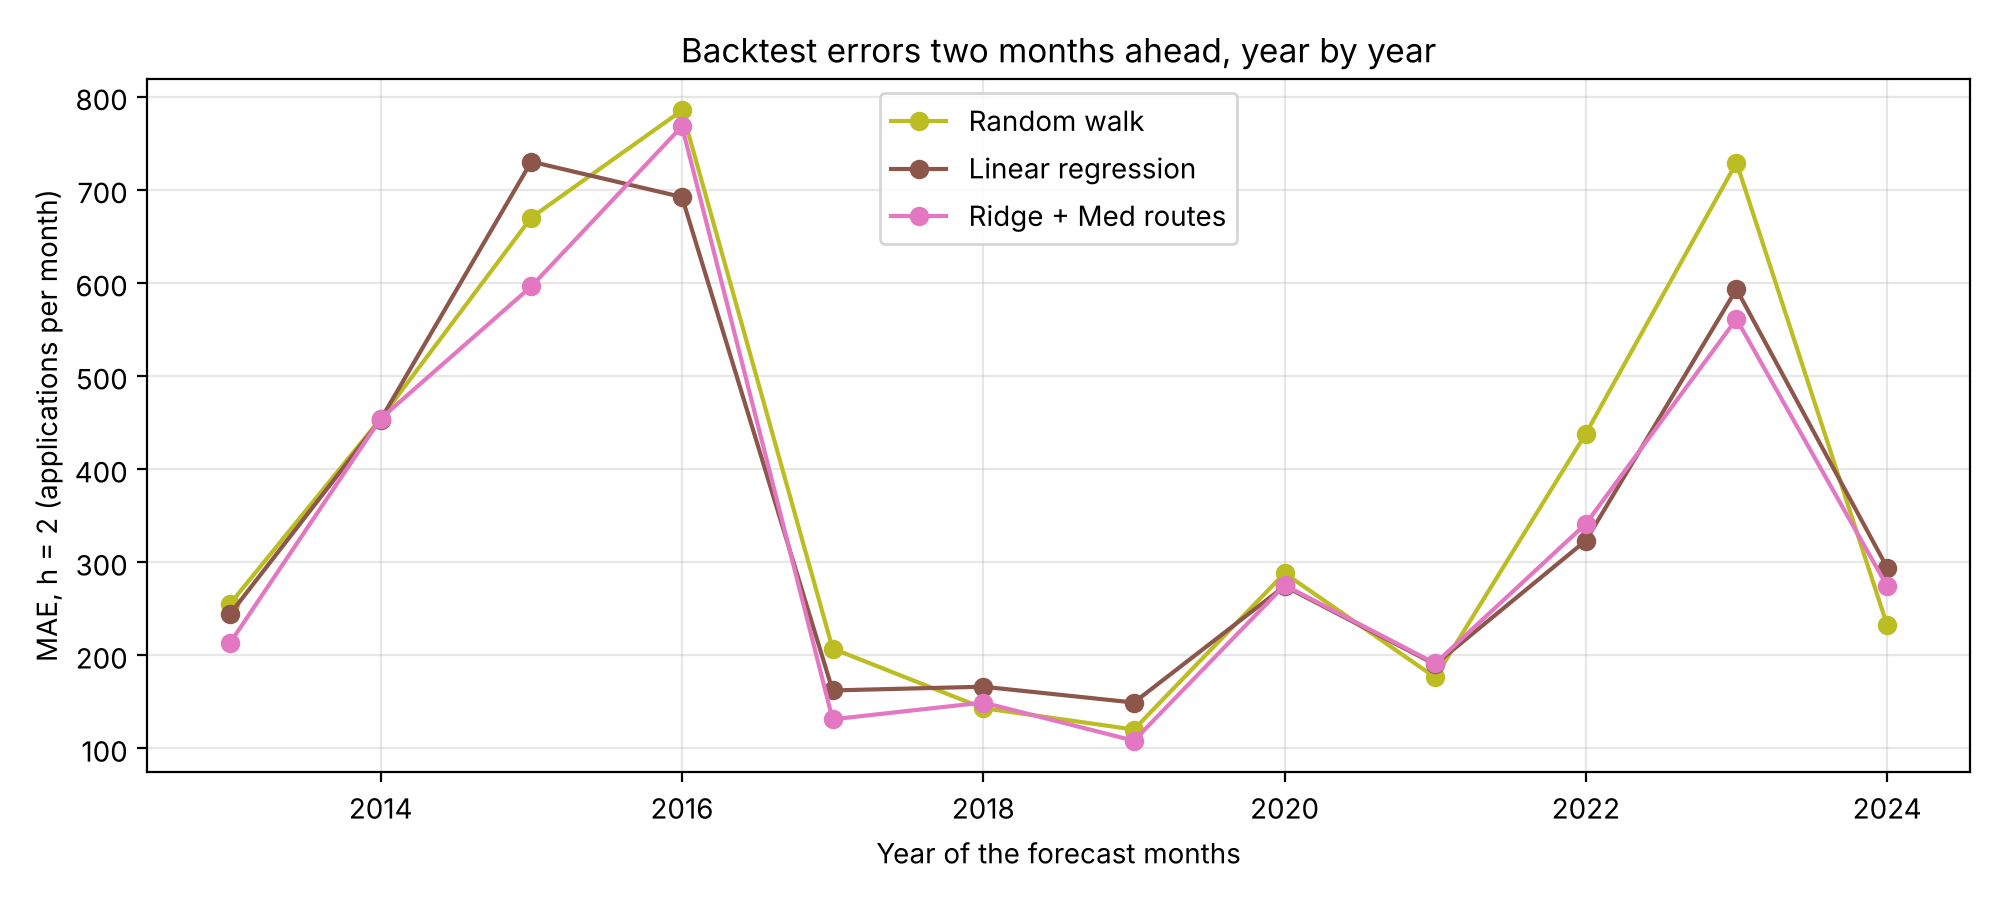 Backtest errors two months ahead, year by year
MAE, h = 2 (applications per month)
800
700
600
500
400
300
200
100
Random walk
Linear regression
Ridge + Med routes
2014
2016
2018
2020
2022
2024
Year of the forecast months